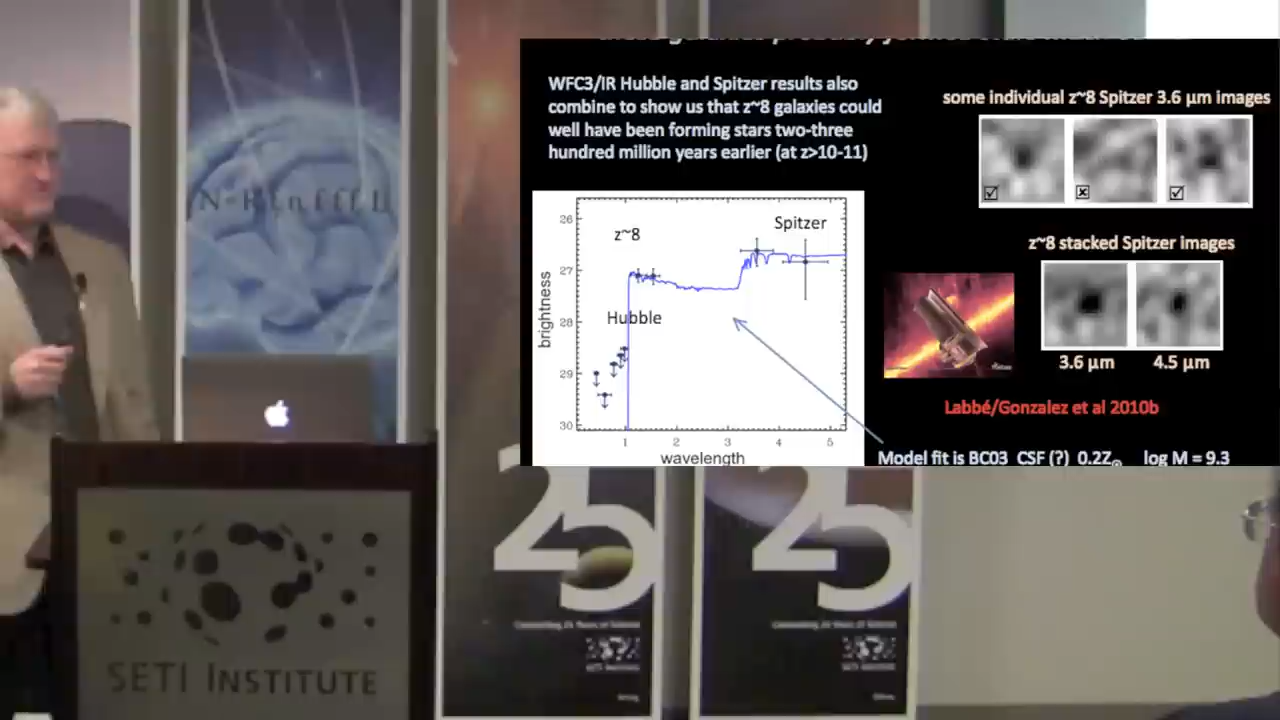 WFC3/IR Hubble and Spitzer results also
combine to show us that z~8 galaxies could
well have been forming stars two-three
hundred million years earlier (at z>10-11)
some individual z~8 Spitzer 3.6 µm images
z~8 stacked Spitzer images
3.6 µm
4.5 µm
Labbé/Gonzalez et al 2010b
Model fit is BC03 CSF (?) 0.2Z☉ log M = 9.3
brightness
26
27
28
29
30
z~8
Spitzer
Hubble
1
2
3
4
5
wavelength
N=R
25
25
SETI INSTITUTE
SETI INSTITUTE
SETI INSTITUTE